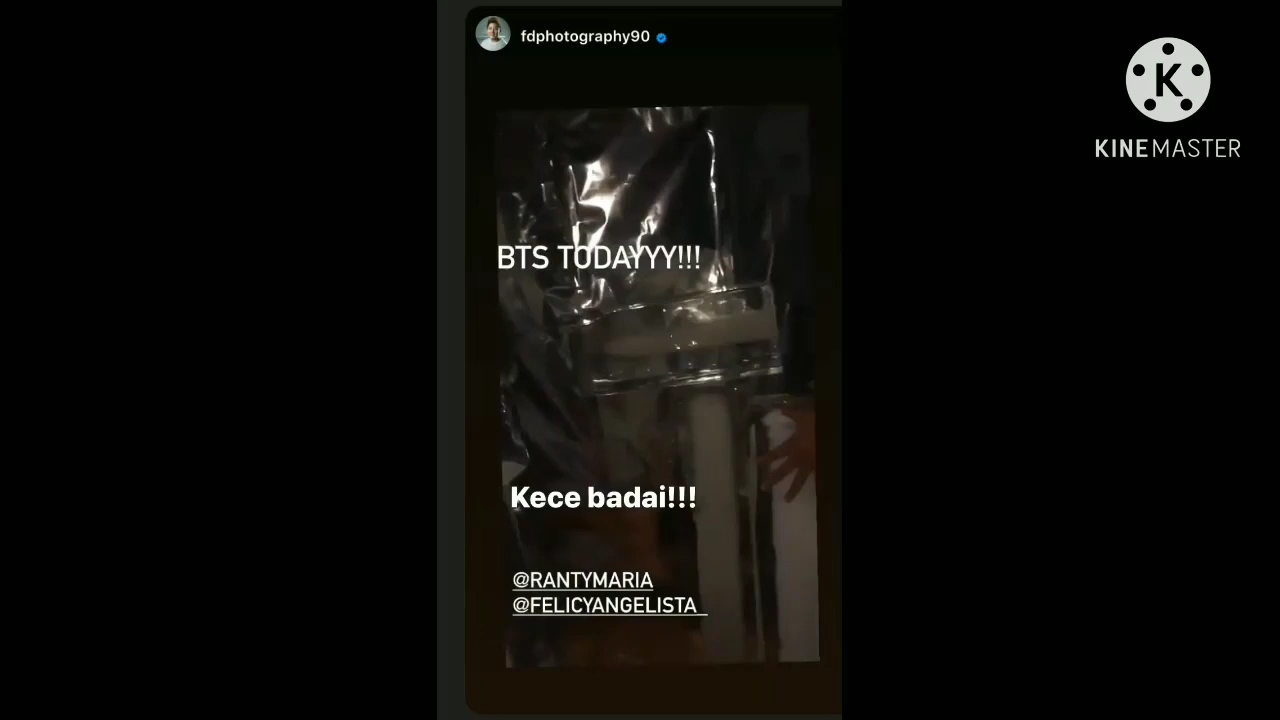 fdphotography90
K
KINEMASTER
BTS TODAYYY!!!
Kece badai!!!
@RANTYMARIA
@FELICYANGELISTA_